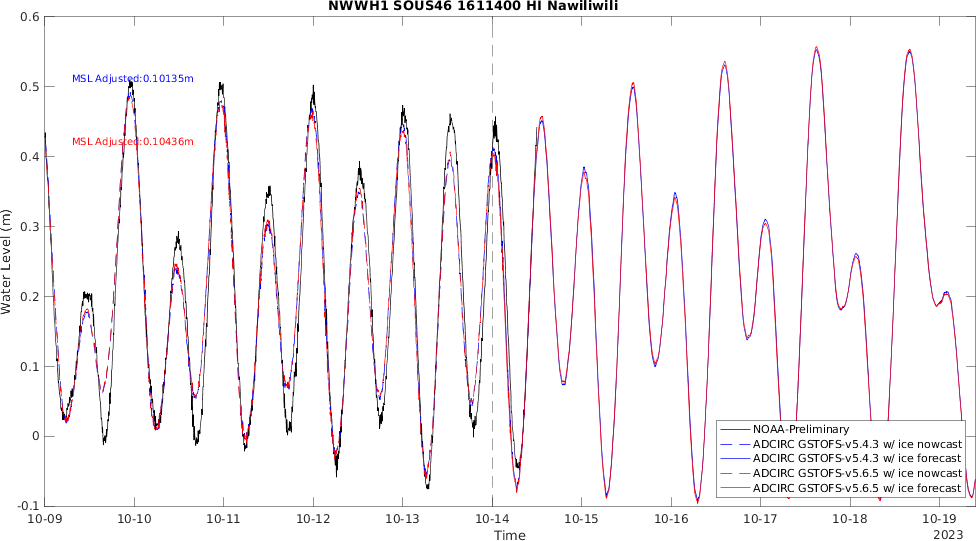 NWWH1 SOUS46 1611400 HI Nawiliwili
0.6
0.5
0.4
0.3
0.2
0.1
0
-0.1
Water Level (m)
MSL Adjusted:0.10135m
MSL Adjusted:0.10436m
NOAA-Preliminary
ADCIRC GSTOFS-v5.4.3 w/ ice nowcast
ADCIRC GSTOFS-v5.4.3 w/ ice forecast
ADCIRC GSTOFS-v5.6.5 w/ ice nowcast
ADCIRC GSTOFS-v5.6.5 w/ ice forecast
10-09 10-10 10-11 10-12 10-13 10-14 10-15 10-16 10-17 10-18 10-19
Time
2023